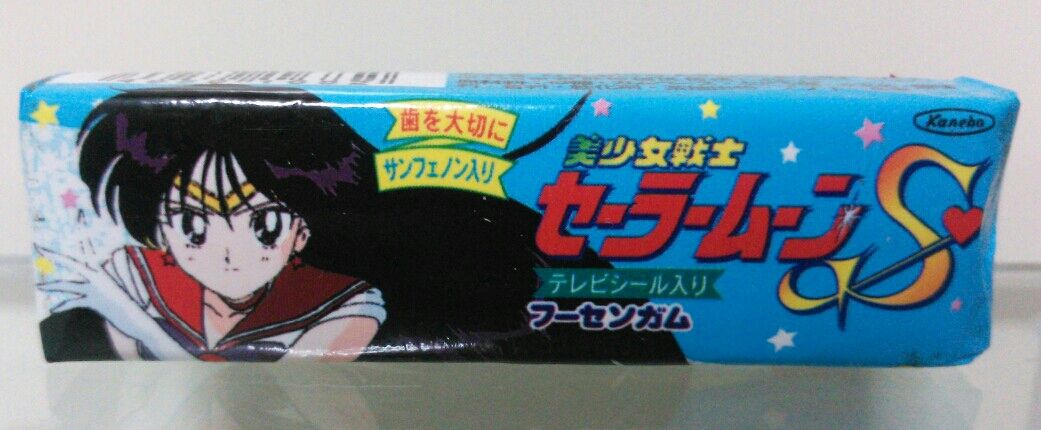 歯を大切に
サンフェノン入り
Kanebo
美少女戦士
セーラームーンS
テレビシール入り
フーセンガム